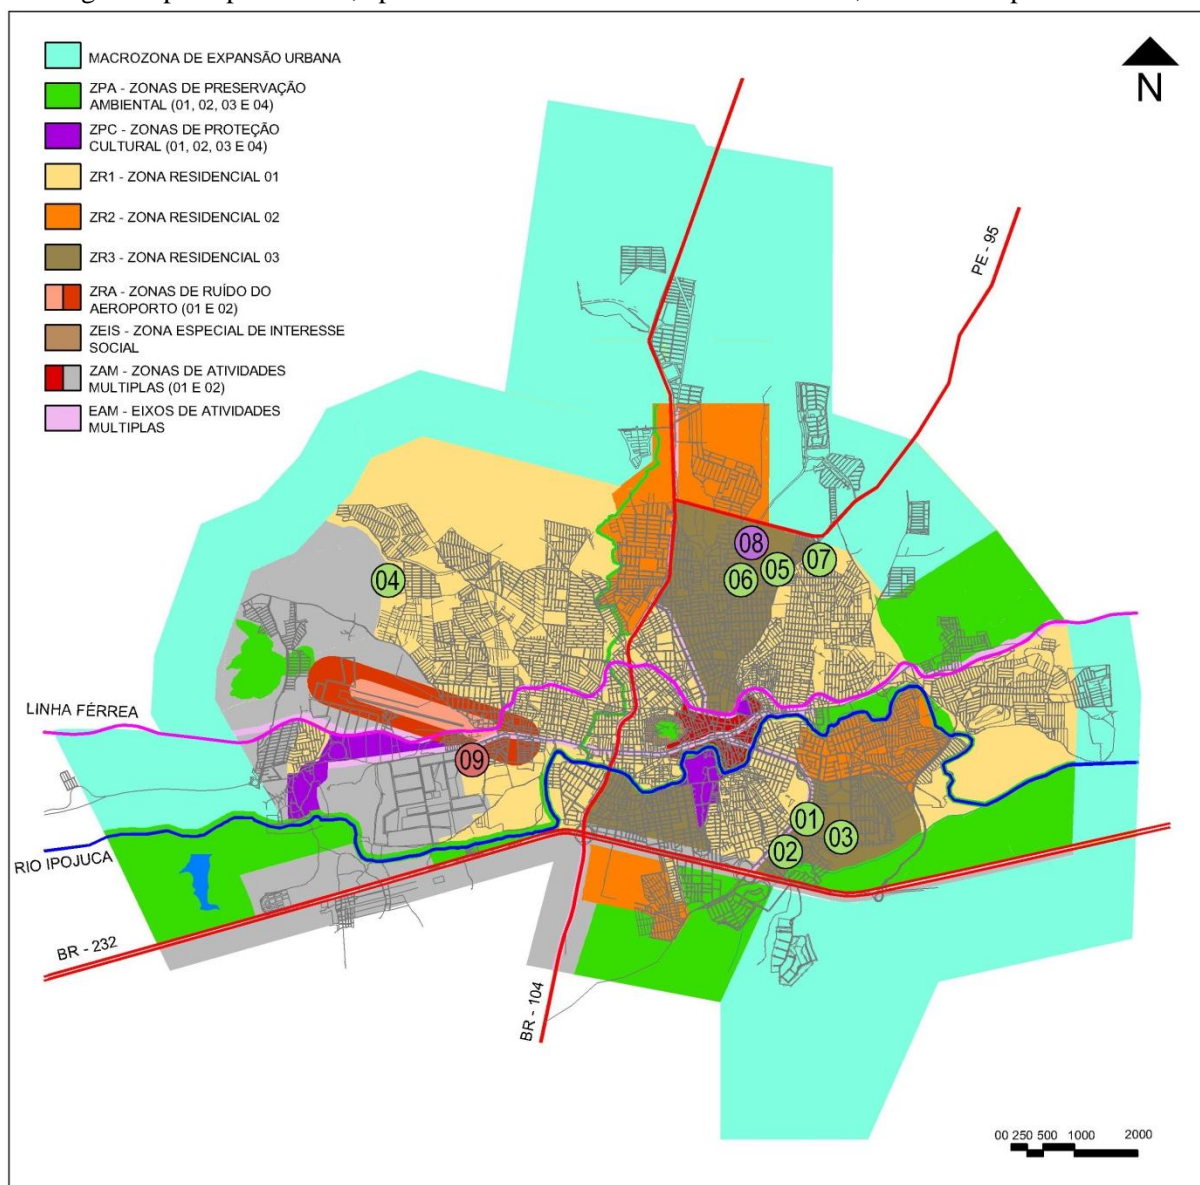 MACROZONA DE EXPANSÃO URBANA
ZPA - ZONAS DE PRESERVAÇÃO
AMBIENTAL (01, 02, 03 E 04)
ZPC - ZONAS DE PROTEÇÃO
CULTURAL (01, 02, 03 E 04)
ZR1 - ZONA RESIDENCIAL 01
ZR2 - ZONA RESIDENCIAL 02
ZR3 - ZONA RESIDENCIAL 03
ZRA - ZONAS DE RUÍDO DO
AEROPORTO (01 E 02)
ZEIS - ZONA ESPECIAL DE INTERESSE
SOCIAL
ZAM - ZONAS DE ATIVIDADES
MULTIPLAS (01 E 02)
EAM - EIXOS DE ATIVIDADES
MULTIPLAS
N
PE - 95
08
07
05
06
04
LINHA FÉRREA
09
01
03
02
RIO IPOJUCA
BR - 232
BR - 104
00 250 500 1000 2000